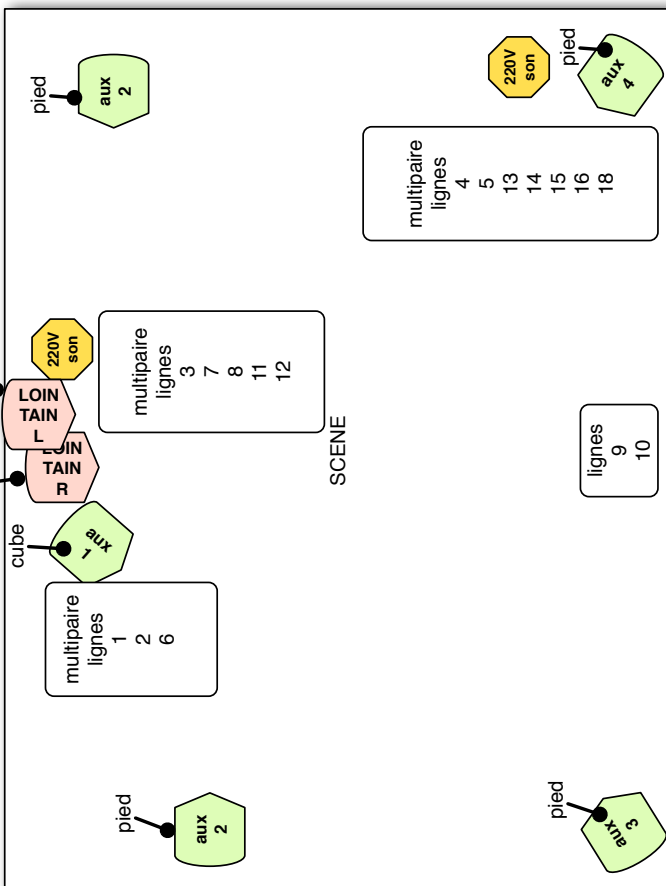 pied
aux
2
220V
son
pied
aux
4
multipaire
lignes
4
5
13
14
15
16
18
220V
son
multipaire
lignes
3
7
8
11
12
LOIN
TAIN
L
LOIN
TAIN
R
SCENE
lignes
9
10
cube
aux
1
multipaire
lignes
1
2
6
pied
aux
2
pied
aux
3